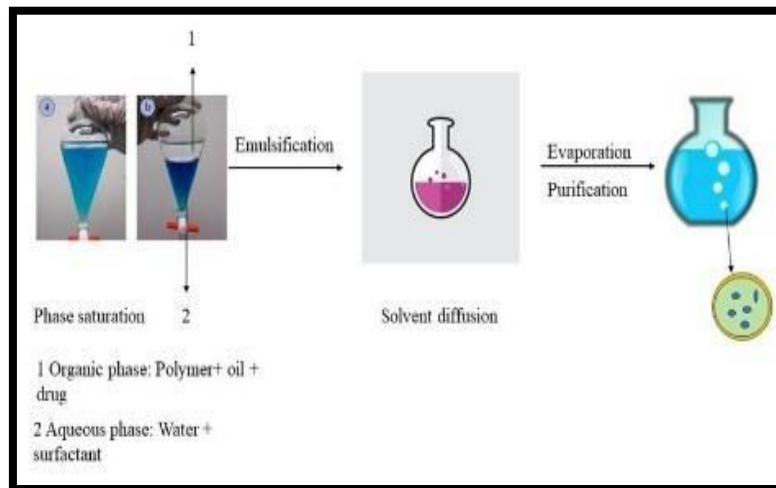 1
a
b
Emulsification
Evaporation
Purification
Phase saturation
2
Solvent diffusion
1 Organic phase: Polymer+ oil +
drug
2 Aqueous phase: Water +
surfactant